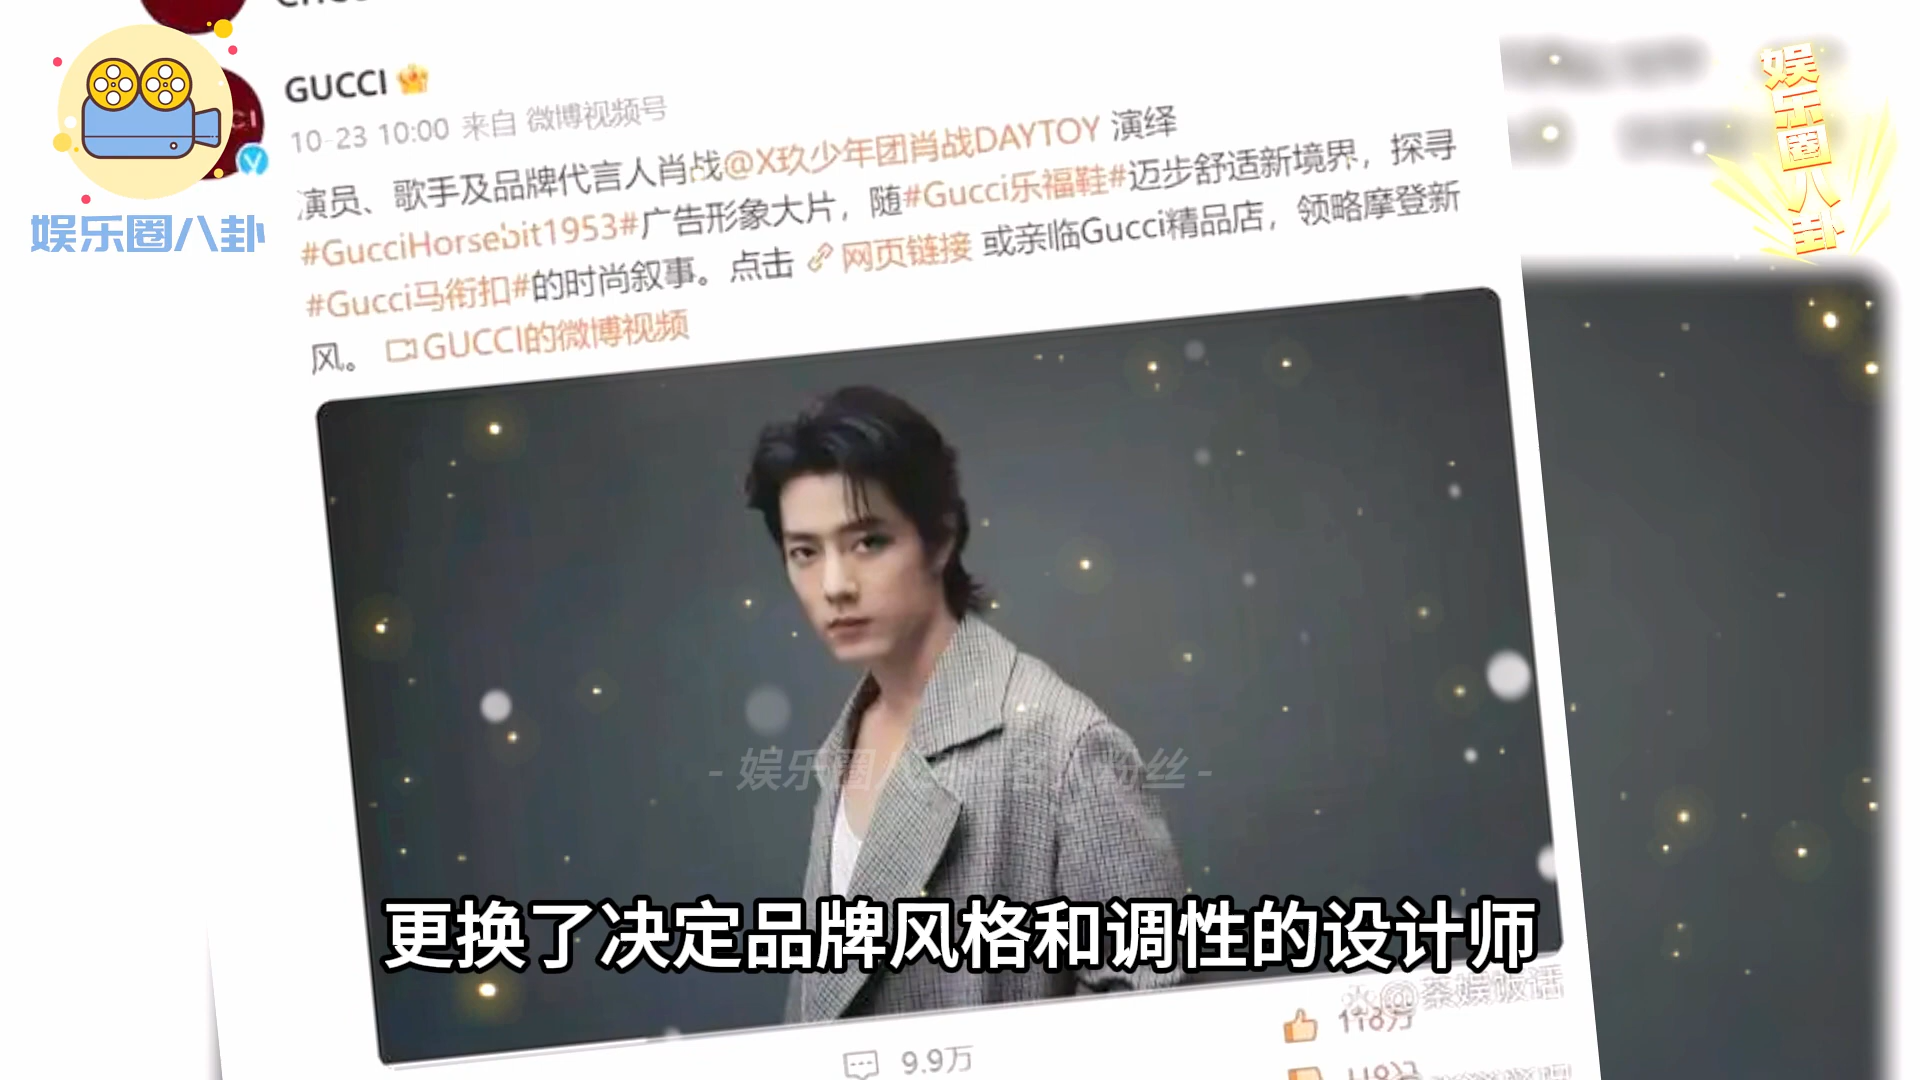 GUCCI
10-23 10:00 来自 微博视频号
演员、歌手及品牌代言人肖战@X玖少年团肖战DAYTOY 演绎
#GucciHorsebit1953#广告形象大片，随#Gucci乐福鞋#迈步舒适新境界，探寻
#Gucci马衔扣#的时尚叙事。点击 网页链接 或亲临Gucci精品店，领略摩登新
风。 GUCCI的微博视频
娱乐圈八卦
娱乐圈八卦
更换了决定品牌风格和调性的设计师
9.9万
118万